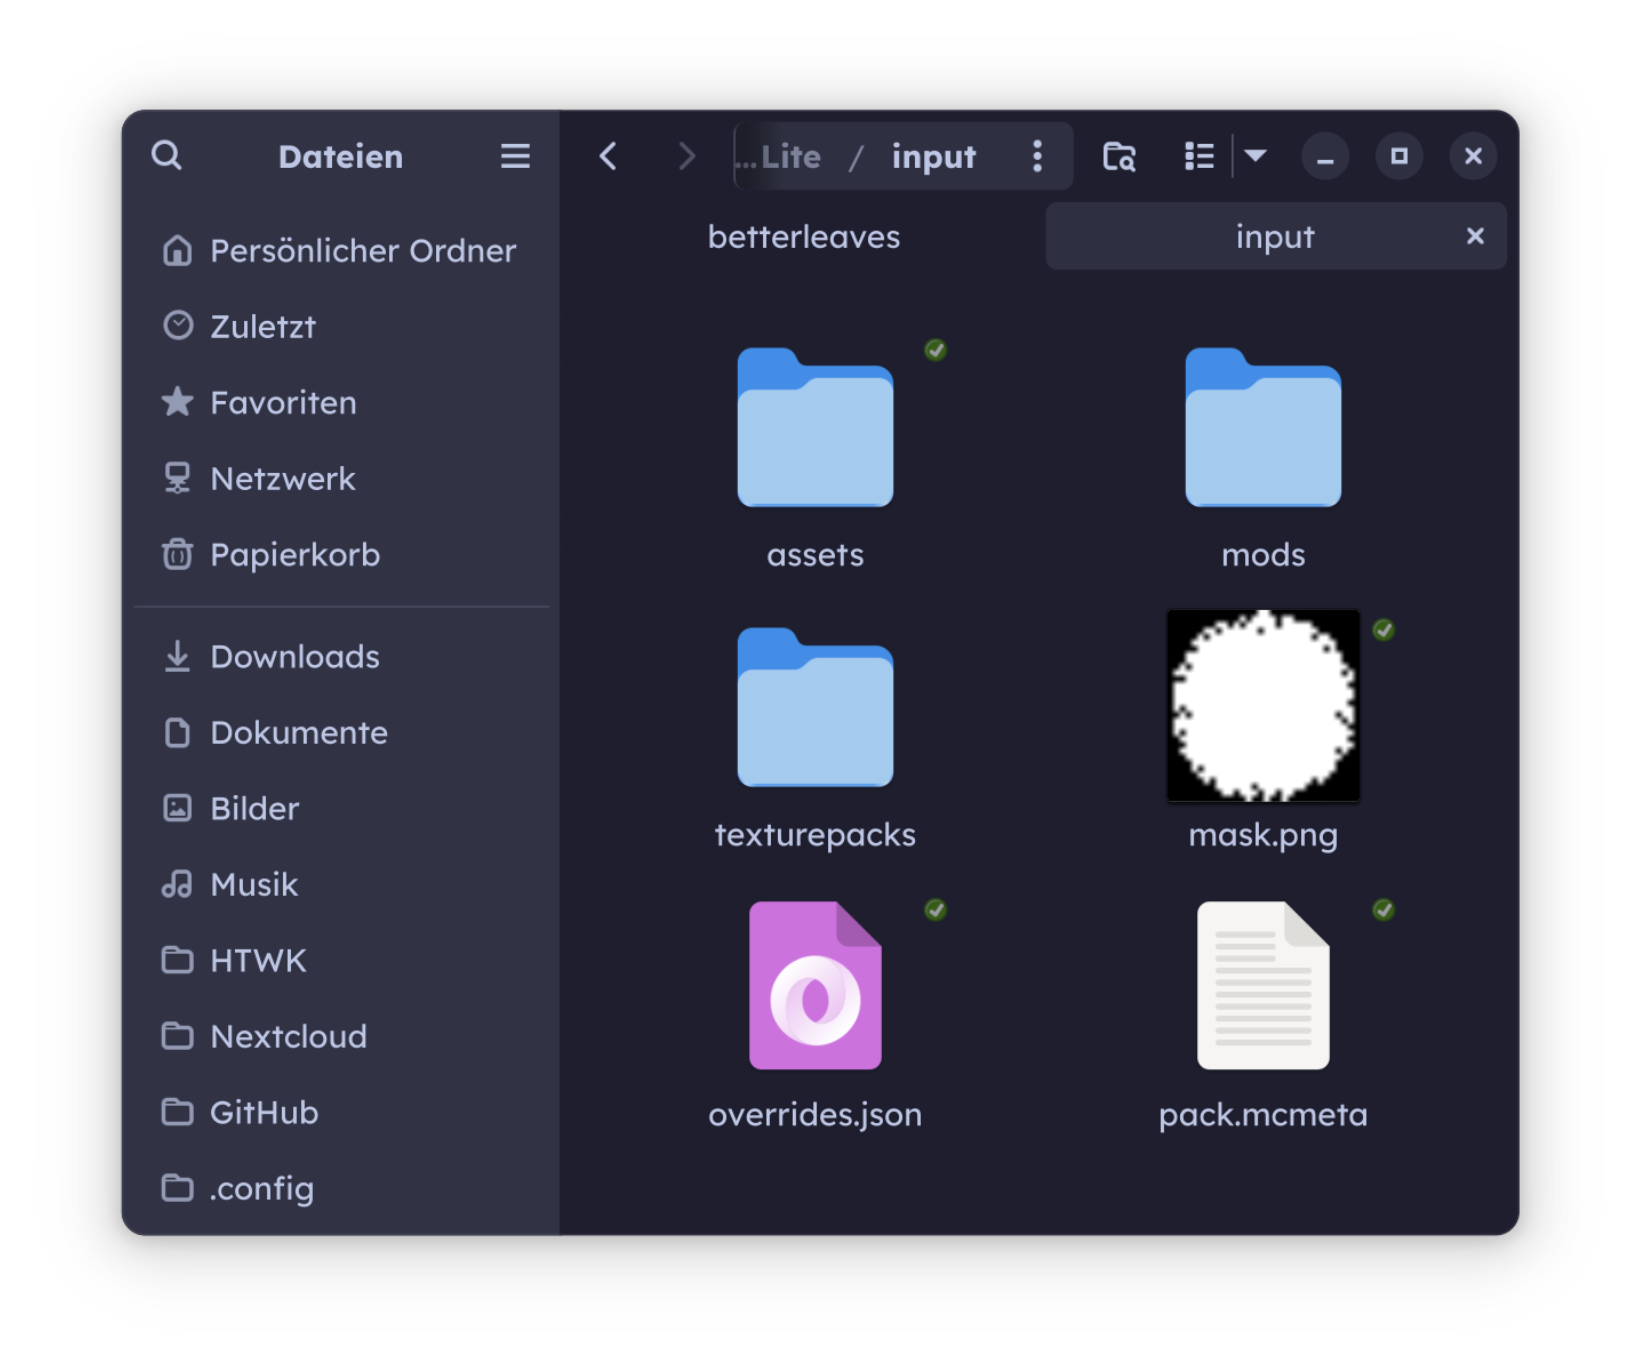 Dateien
Persönlicher Ordner
Zuletzt
Favoriten
Netzwerk
Papierkorb
Downloads
Dokumente
Bilder
Musik
HTWK
Nextcloud
GitHub
.config
...Lite / input
betterleaves
input
assets
mods
texturepacks
mask.png
overrides.json
pack.mcmeta